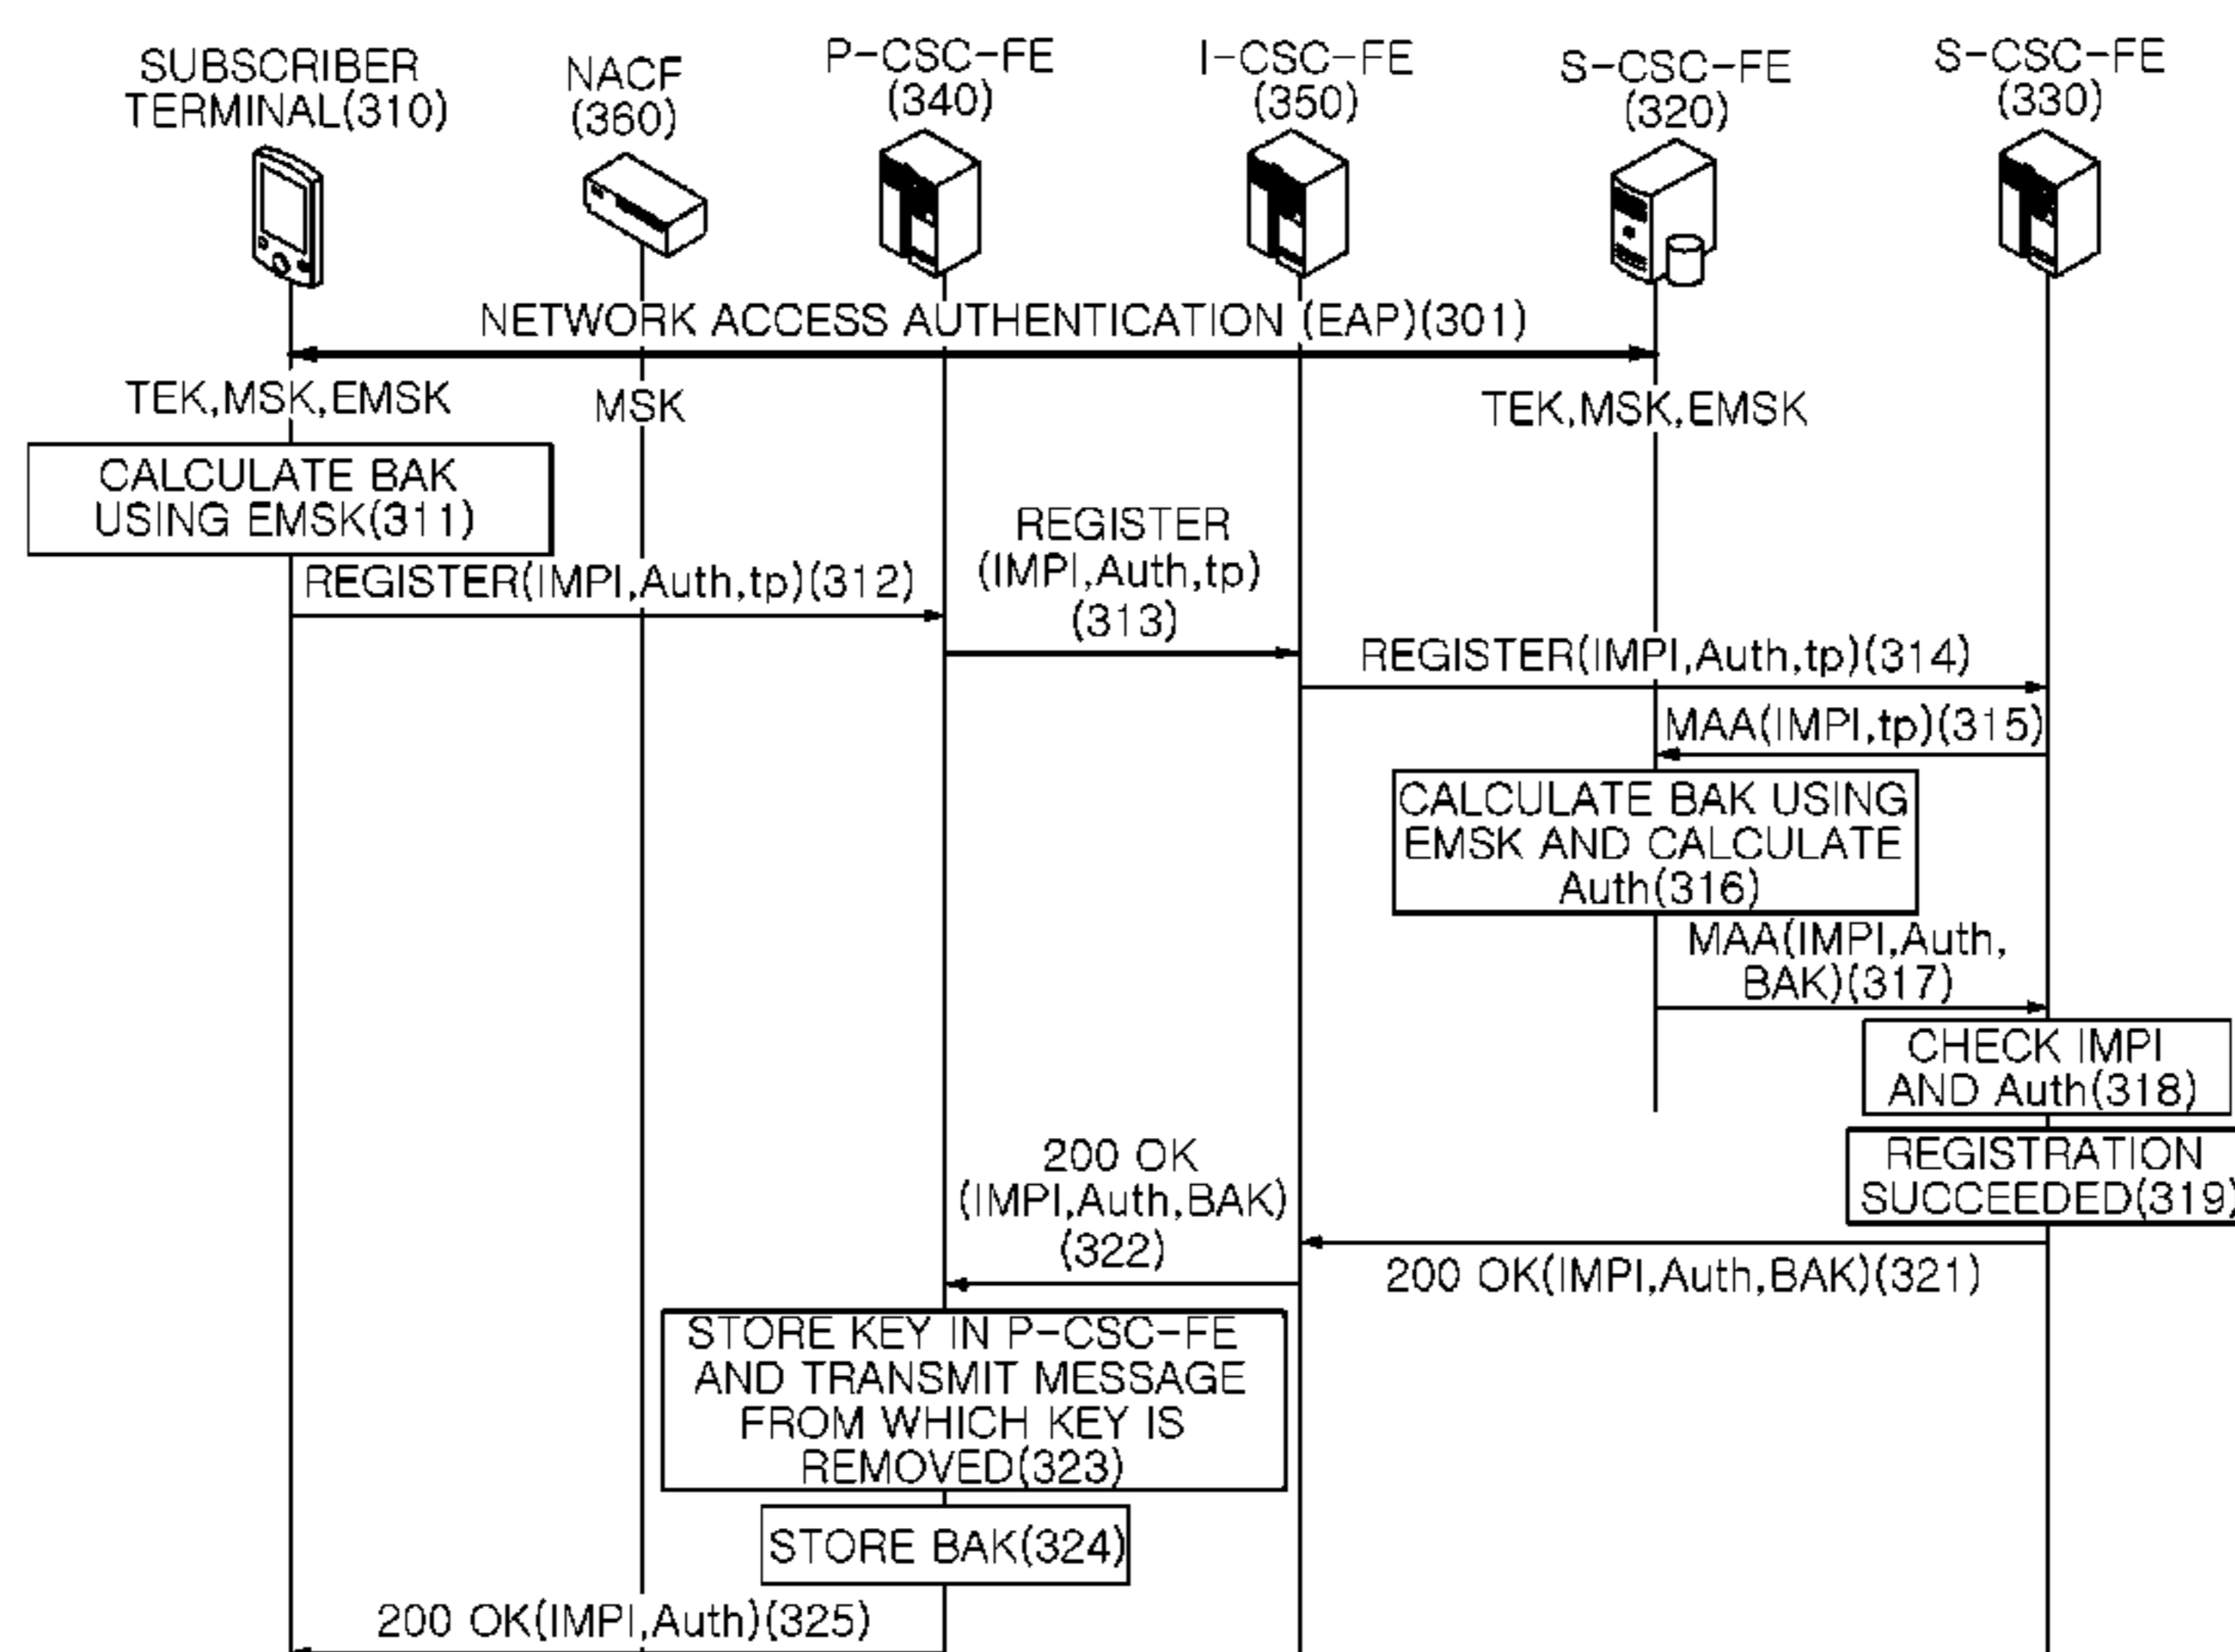 SUBSCRIBER
TERMINAL(310)
NACF
(360)
P-CSC-FE
(340)
I-CSC-FE
(350)
S-CSC-FE
(320)
S-CSC-FE
(330)
NETWORK ACCESS AUTHENTICATION (EAP)(301)
TEK,MSK,EMSK
MSK
TEK,MSK,EMSK
CALCULATE BAK
USING EMSK(311)
REGISTER(IMPI,Auth,tp)(312)
REGISTER
(IMPI,Auth,tp)
(313)
REGISTER(IMPI,Auth,tp)(314)
MAA(IMPI,tp)(315)
CALCULATE BAK USING
EMSK AND CALCULATE
Auth(316)
MAA(IMPI,Auth,
BAK)(317)
CHECK IMPI
AND Auth(318)
REGISTRATION
SUCCEEDED(319)
200 OK(IMPI,Auth,BAK)(321)
200 OK
(IMPI,Auth,BAK)
(322)
STORE KEY IN P-CSC-FE
AND TRANSMIT MESSAGE
FROM WHICH KEY IS
REMOVED(323)
STORE BAK(324)
200 OK(IMPI,Auth)(325)